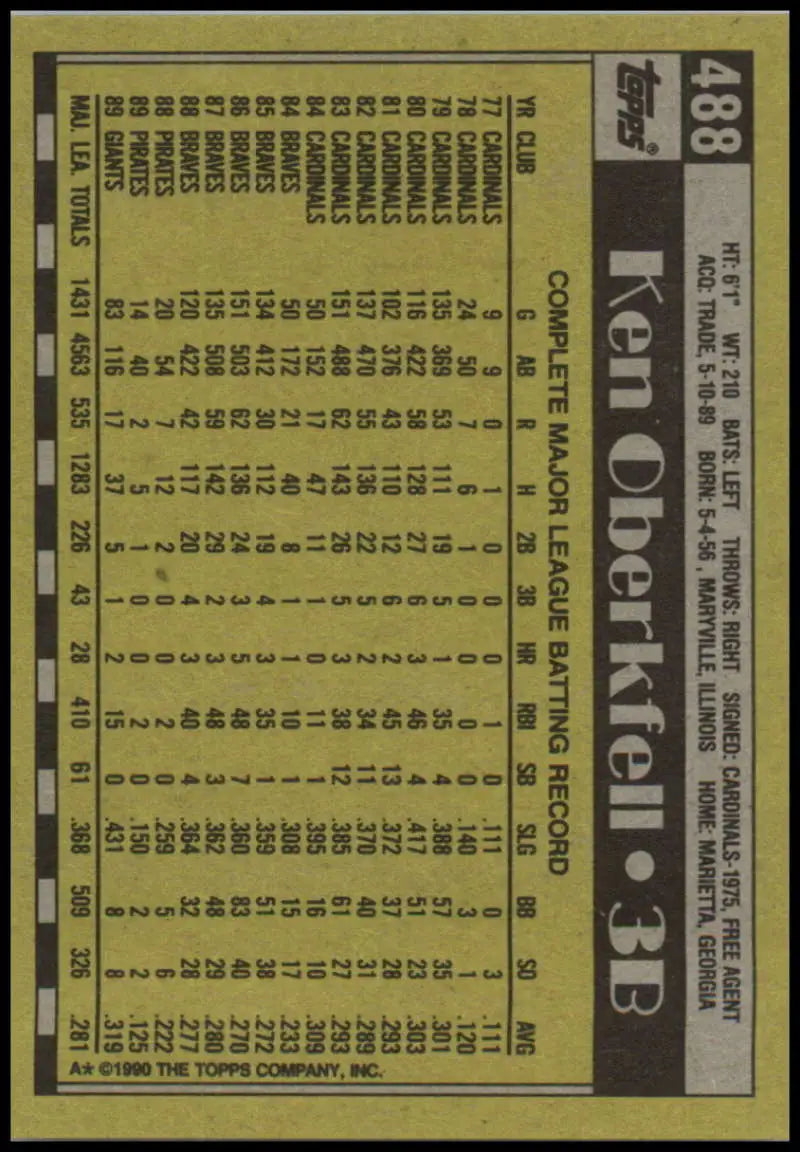 488
HT: 6'1" WT: 210 BATS: LEFT THROWS: RIGHT SIGNED: CARDINALS-1975, FREE AGENT
ACQ: TRADE, 5-10-89 BORN: 5-4-56, MARYVILLE, ILLINOIS HOME: MARIETTA, GEORGIA
TOPPS®
Ken Oberkfell • 3B
COMPLETE MAJOR LEAGUE BATTING RECORD
YR CLUB G AB R H 2B 3B HR RBI SB SLG BB SO AVG
77 CARDINALS 9 9 0 1 0 0 0 1 0 .111 0 3 .111
78 CARDINALS 24 50 7 6 1 0 0 0 0 .140 3 1 .120
79 CARDINALS 135 369 53 111 19 5 1 35 4 .388 57 35 .301
80 CARDINALS 116 422 58 128 27 6 3 46 4 .417 51 23 .303
81 CARDINALS 102 376 43 110 12 6 2 45 13 .372 37 28 .293
82 CARDINALS 137 470 55 136 22 5 2 34 11 .370 40 31 .289
83 CARDINALS 151 488 62 143 26 5 3 38 12 .385 61 27 .293
84 CARDINALS 50 152 17 47 11 1 0 11 1 .395 16 10 .309
84 BRAVES 50 172 21 40 8 1 1 10 1 .308 15 17 .233
85 BRAVES 134 412 30 112 19 4 3 35 1 .359 51 38 .272
86 BRAVES 151 503 62 136 24 3 5 48 7 .360 83 40 .270
87 BRAVES 135 508 59 142 29 2 3 48 3 .362 48 29 .280
88 BRAVES 120 422 42 117 20 4 3 40 4 .364 32 28 .277
88 PIRATES 20 54 7 12 2 0 0 2 0 .259 5 6 .222
89 PIRATES 14 40 2 5 1 0 0 2 0 .150 2 2 .125
89 GIANTS 83 116 17 37 5 1 2 15 0 .431 8 8 .319
MAJ. LEA. TOTALS 1431 4563 535 1283 226 43 28 410 61 .368 509 326 .281
A* ©1990 THE TOPPS COMPANY, INC.